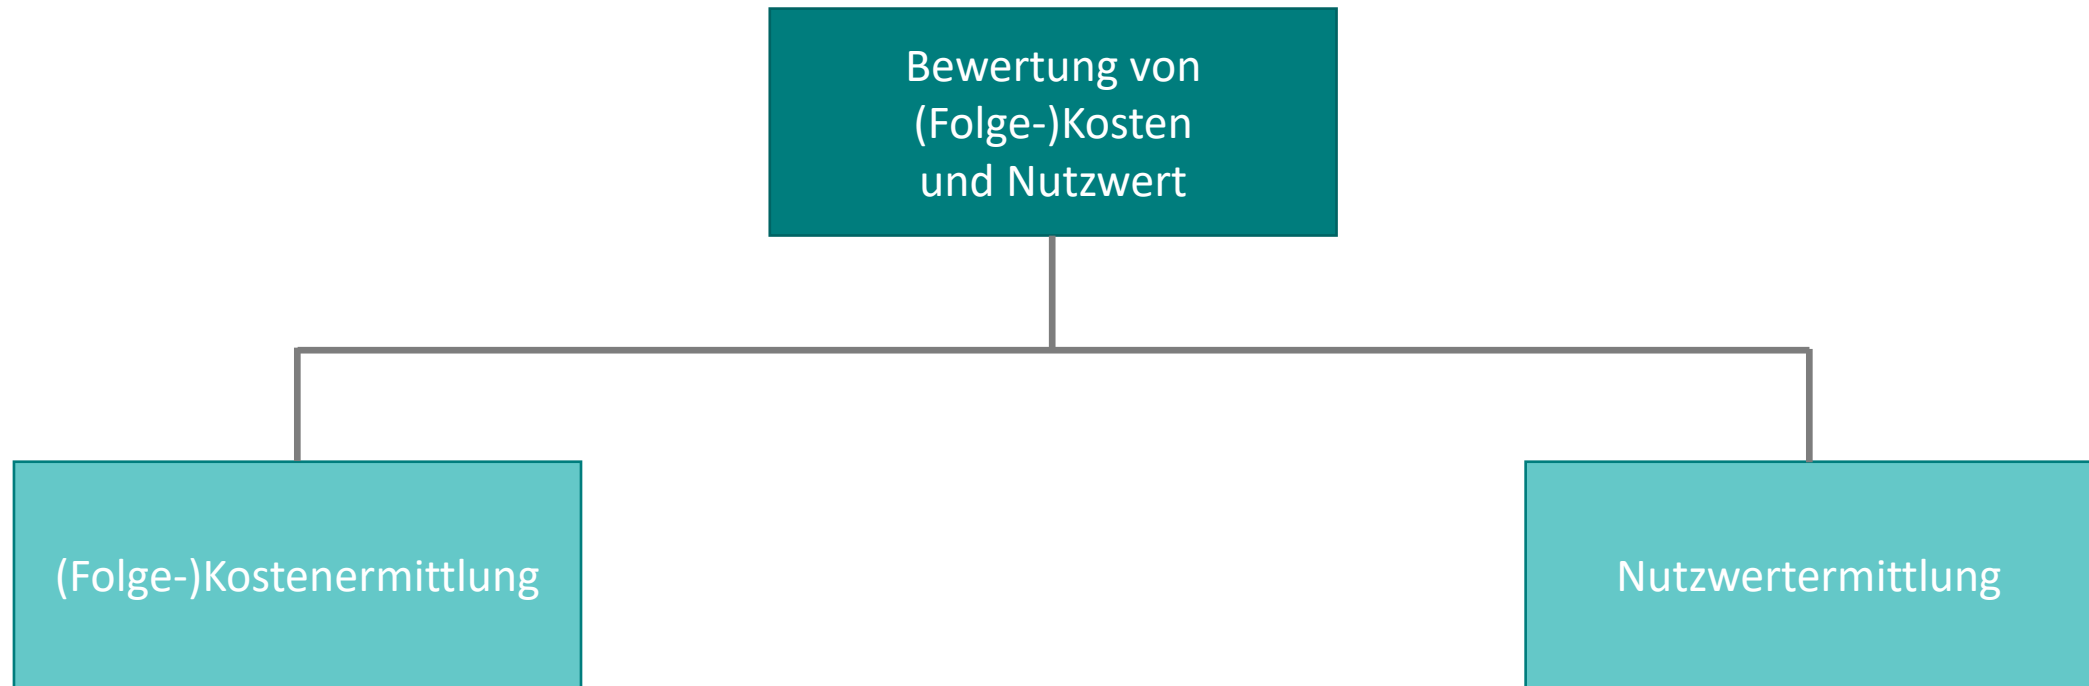 Bewertung von
(Folge-)Kosten
und Nutzwert
(Folge-)Kostenermittlung
Nutzwertermittlung